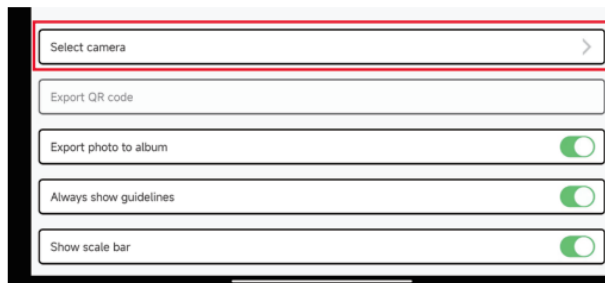 Select camera
Export QR code
Export photo to album
Always show guidelines
Show scale bar